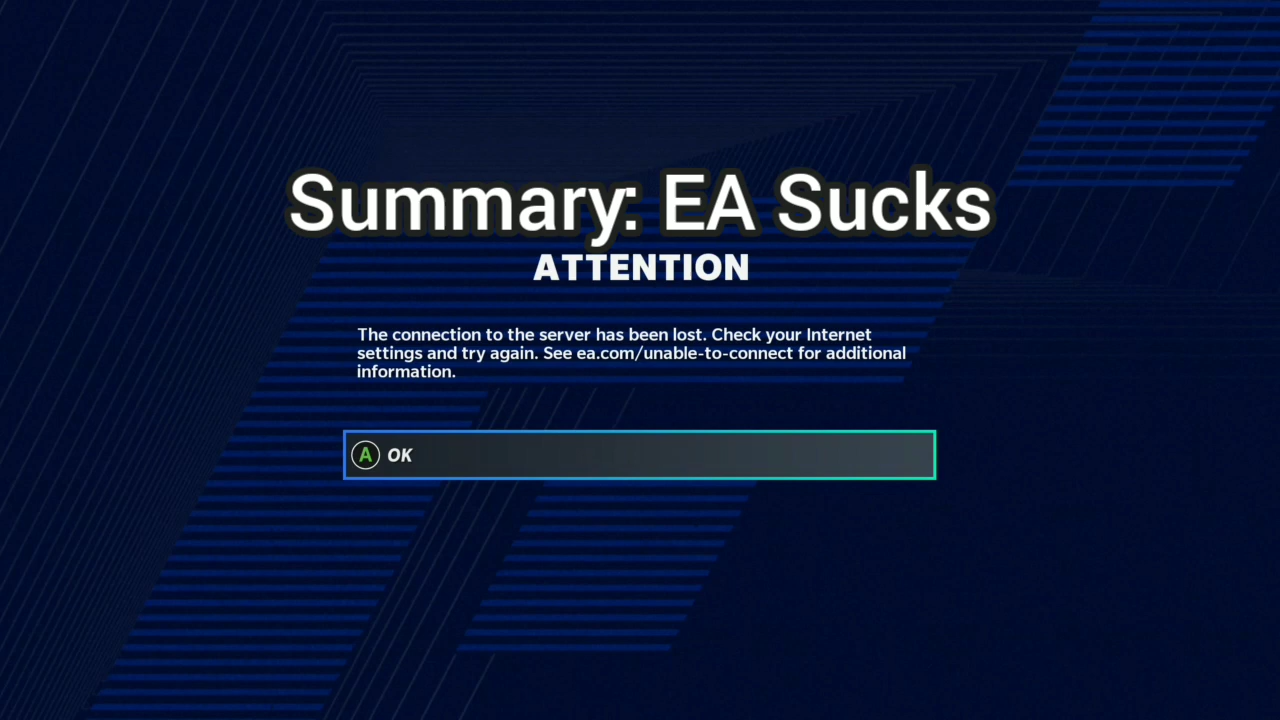 Summary: EA Sucks
ATTENTION
The connection to the server has been lost. Check your Internet
settings and try again. See ea.com/unable-to-connect for additional
information.
A OK